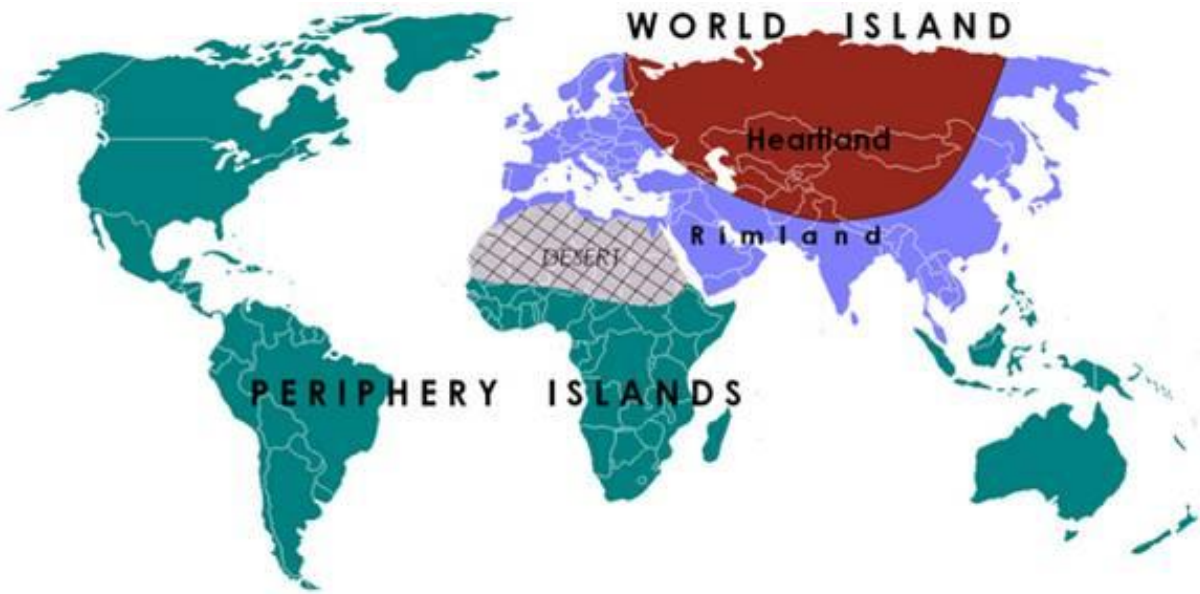 WORLD ISLAND
Heartland
Rimland
DESERT
PERIPHERY ISLANDS